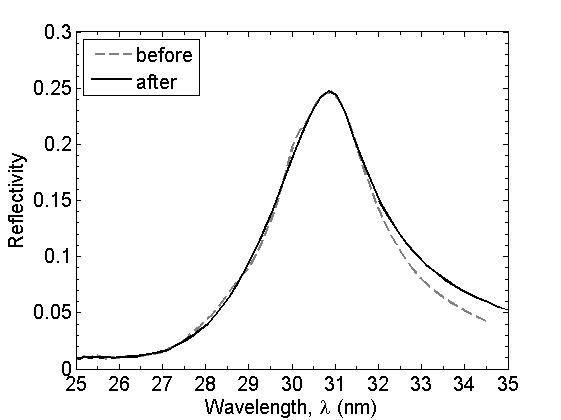 0.3
before
after
0.25
0.2
0.15
0.1
0.05
0
Reflectivity
25 26 27 28 29 30 31 32 33 34 35
Wavelength, λ (nm)